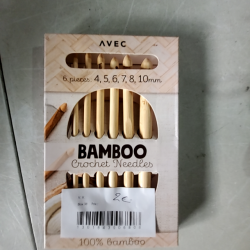 AVEC
6 pieces 4, 5, 6, 7, 8, 10mm
BAMBOO
Crochet Needles
2€
100% bamboo